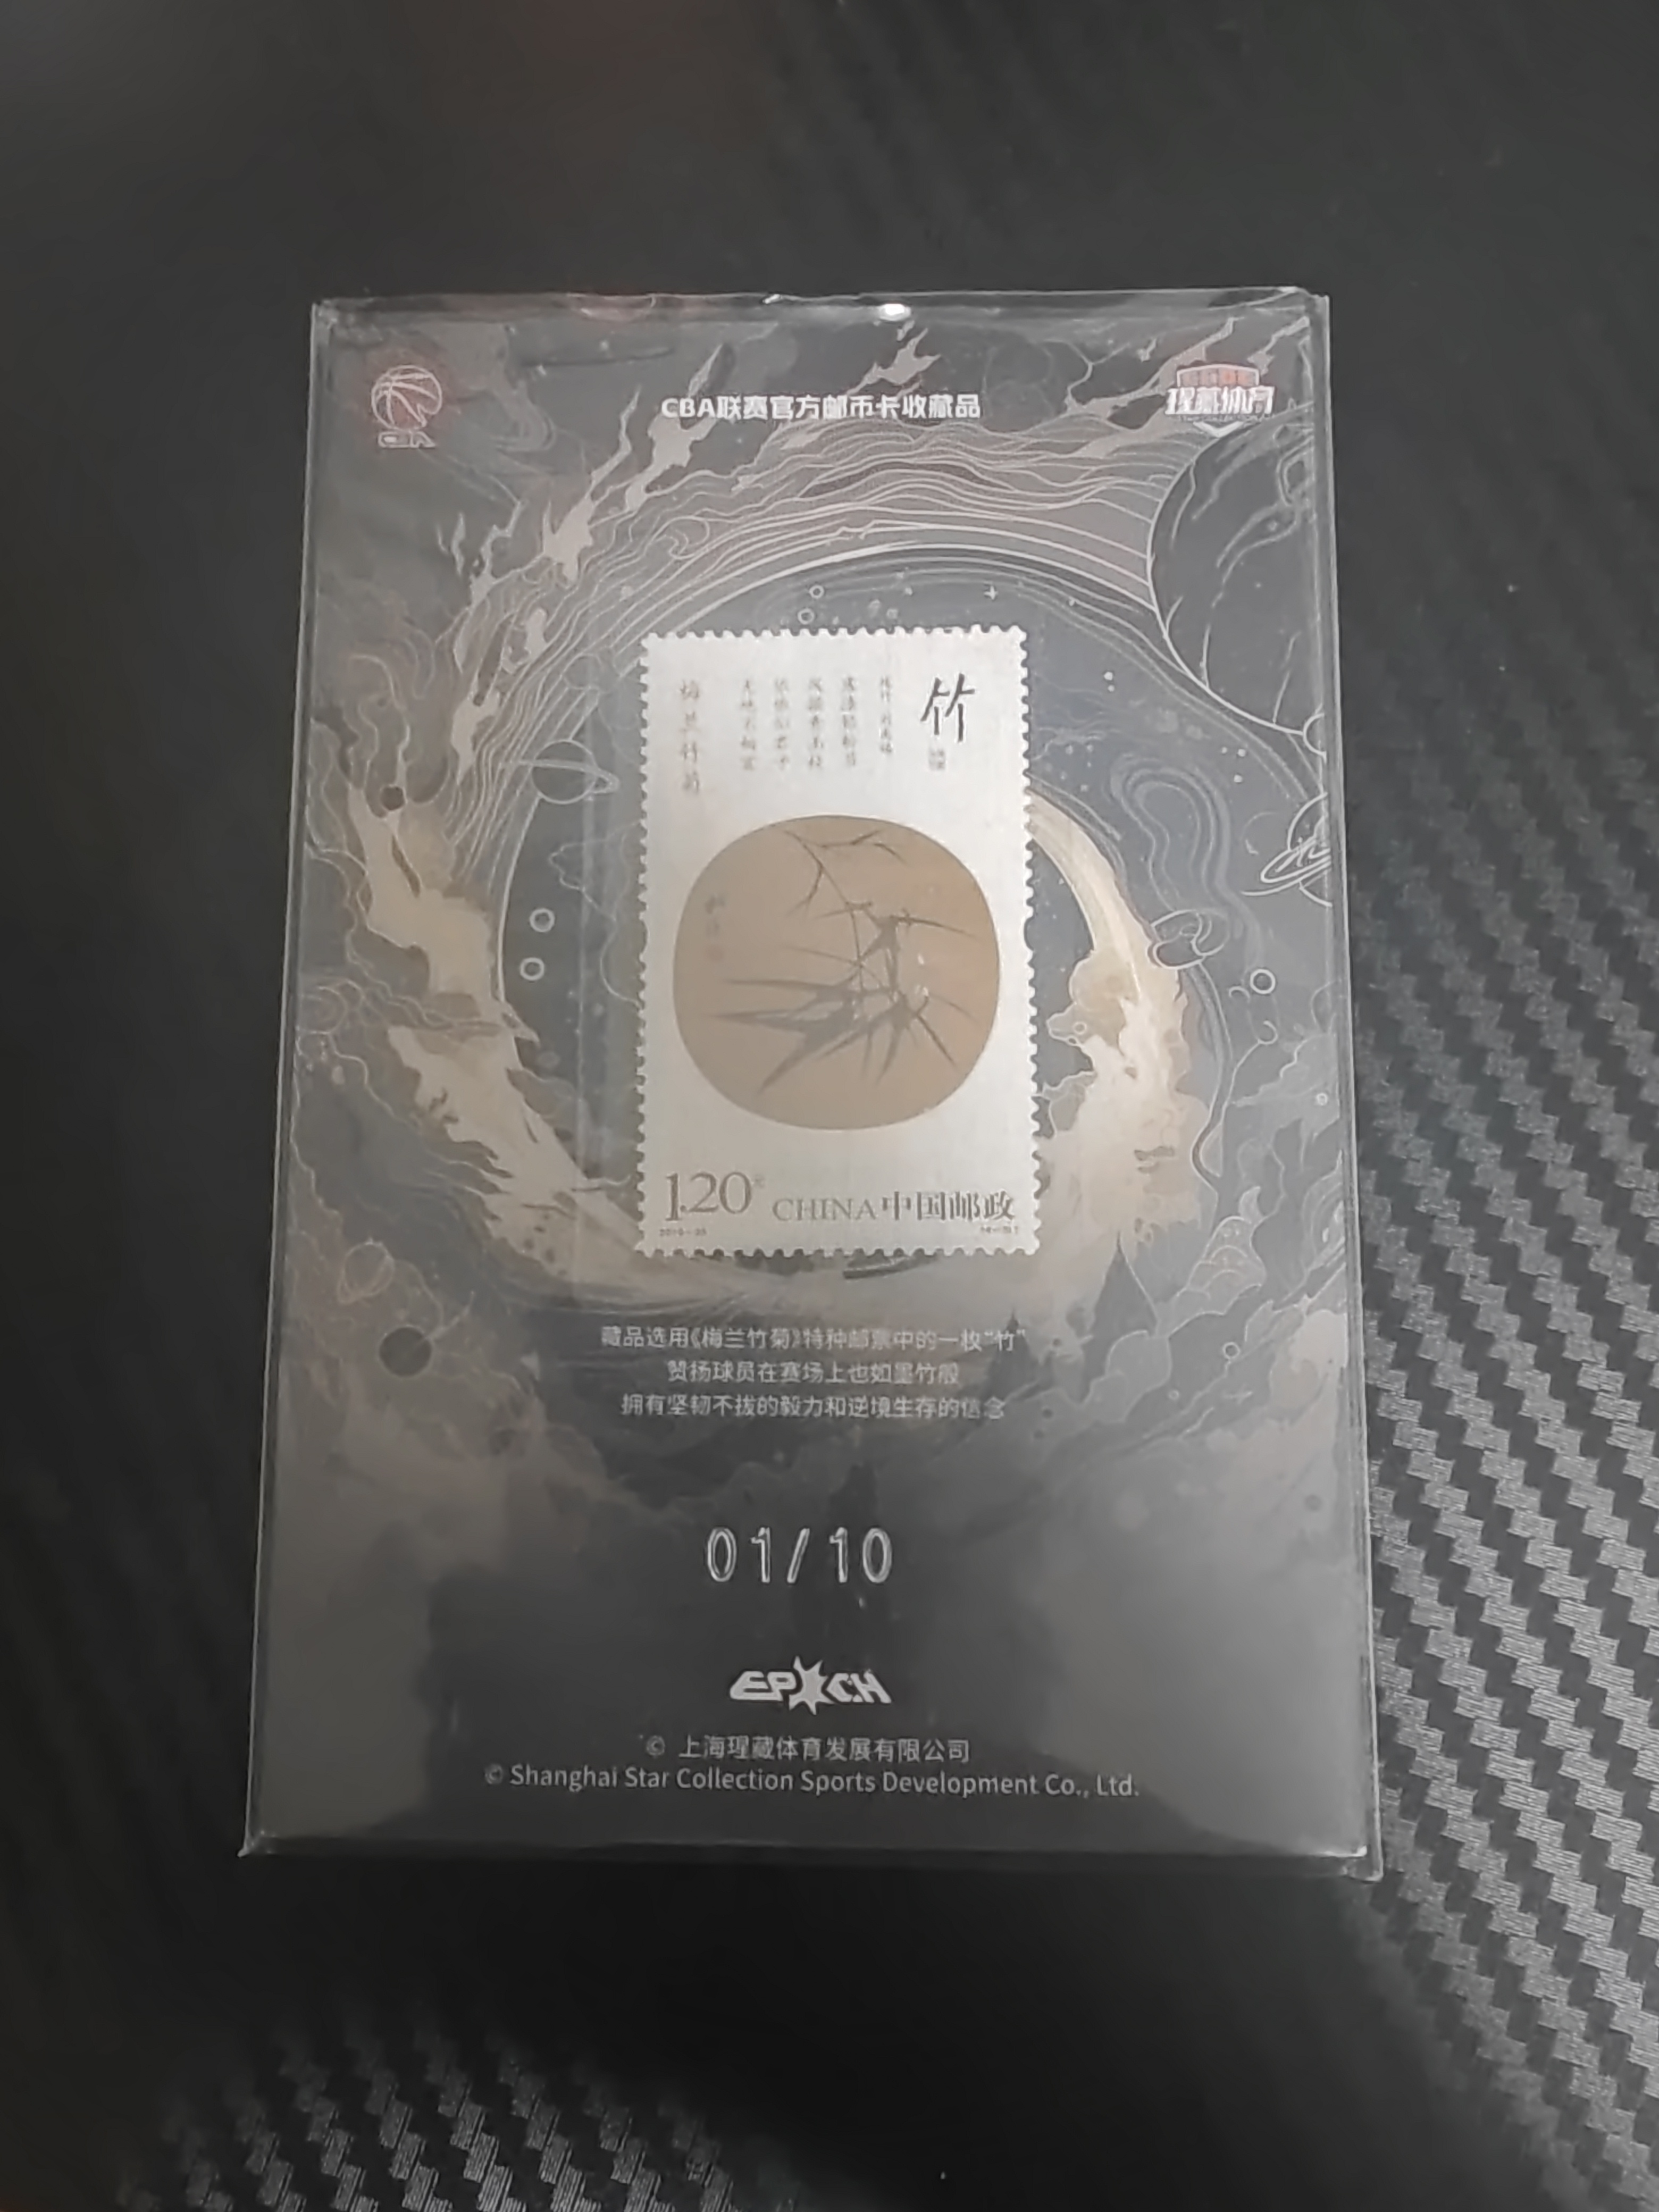 CBA联赛官方邮币卡收藏品
CBA
瑆藏体育
竹
梅兰竹菊
1.20元
CHINA中国邮政
藏品选用《梅兰竹菊》特种邮票中的一枚“竹”
赞扬球员在赛场上也如墨竹般
拥有坚韧不拔的毅力和逆境生存的信念
01/10
EPOCH
© 上海瑆藏体育发展有限公司
© Shanghai Star Collection Sports Development Co., Ltd.